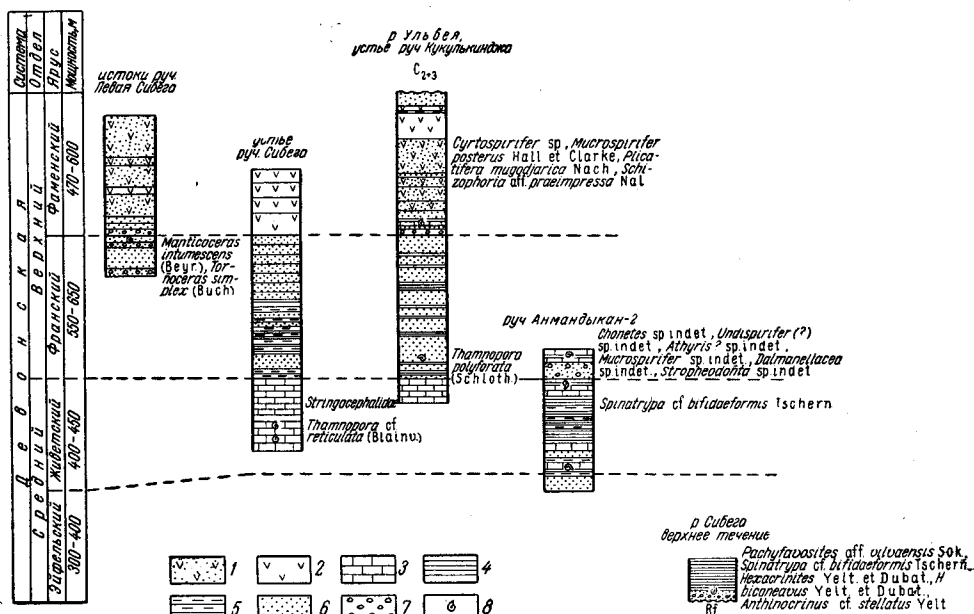 Система
Отдел
Ярус
Мощность, м
Девонская
Верхний
Средний
Фаменский
470-600
Франский
550-650
Живетский
400-450
Эйфельский
300-400
истоки руч.
Левая Сибега
Manticoceras
intumescens
(Beyr.), Tor-
noceras sim-
plex (Buch)
устье
руч. Сибега
Stringocephalidae
Thamnopora cf
reticulata (Blainv.)
р Ульбея,
устье руч Кукулькинджа
C2+3
Cyrtospirifer sp, Mucrospirifer
posterus Hall et Clarke, Plica-
tifera mugodjarica Nach, Schi-
zophoria aff. praeimpressa Nal
Thamnopora
polyforata
(Schloth.)
руч Анмандыкан-2
Chonetes sp indet, Undispirifer (?)
sp. indet, Athyris ? sp. indet,
Mucrospirifer sp. indet, Dalmanellacea
sp. indet., Stropheodonta sp indet
Spinatrypa cf bifidaeformis Tschern
р Сибега
верхнее течение
Pachyfavosites aff. vilvaensis Sok.,
Spinatrypa cf. bifidaeformis Tschern.,
Hexacrinites Yelt. et Dubat., H
biconeavus Yelt. et Dubat.,
Anthinocrinus cf stellatus Yelt
Rf
1 2 3 4
5 6 7 8